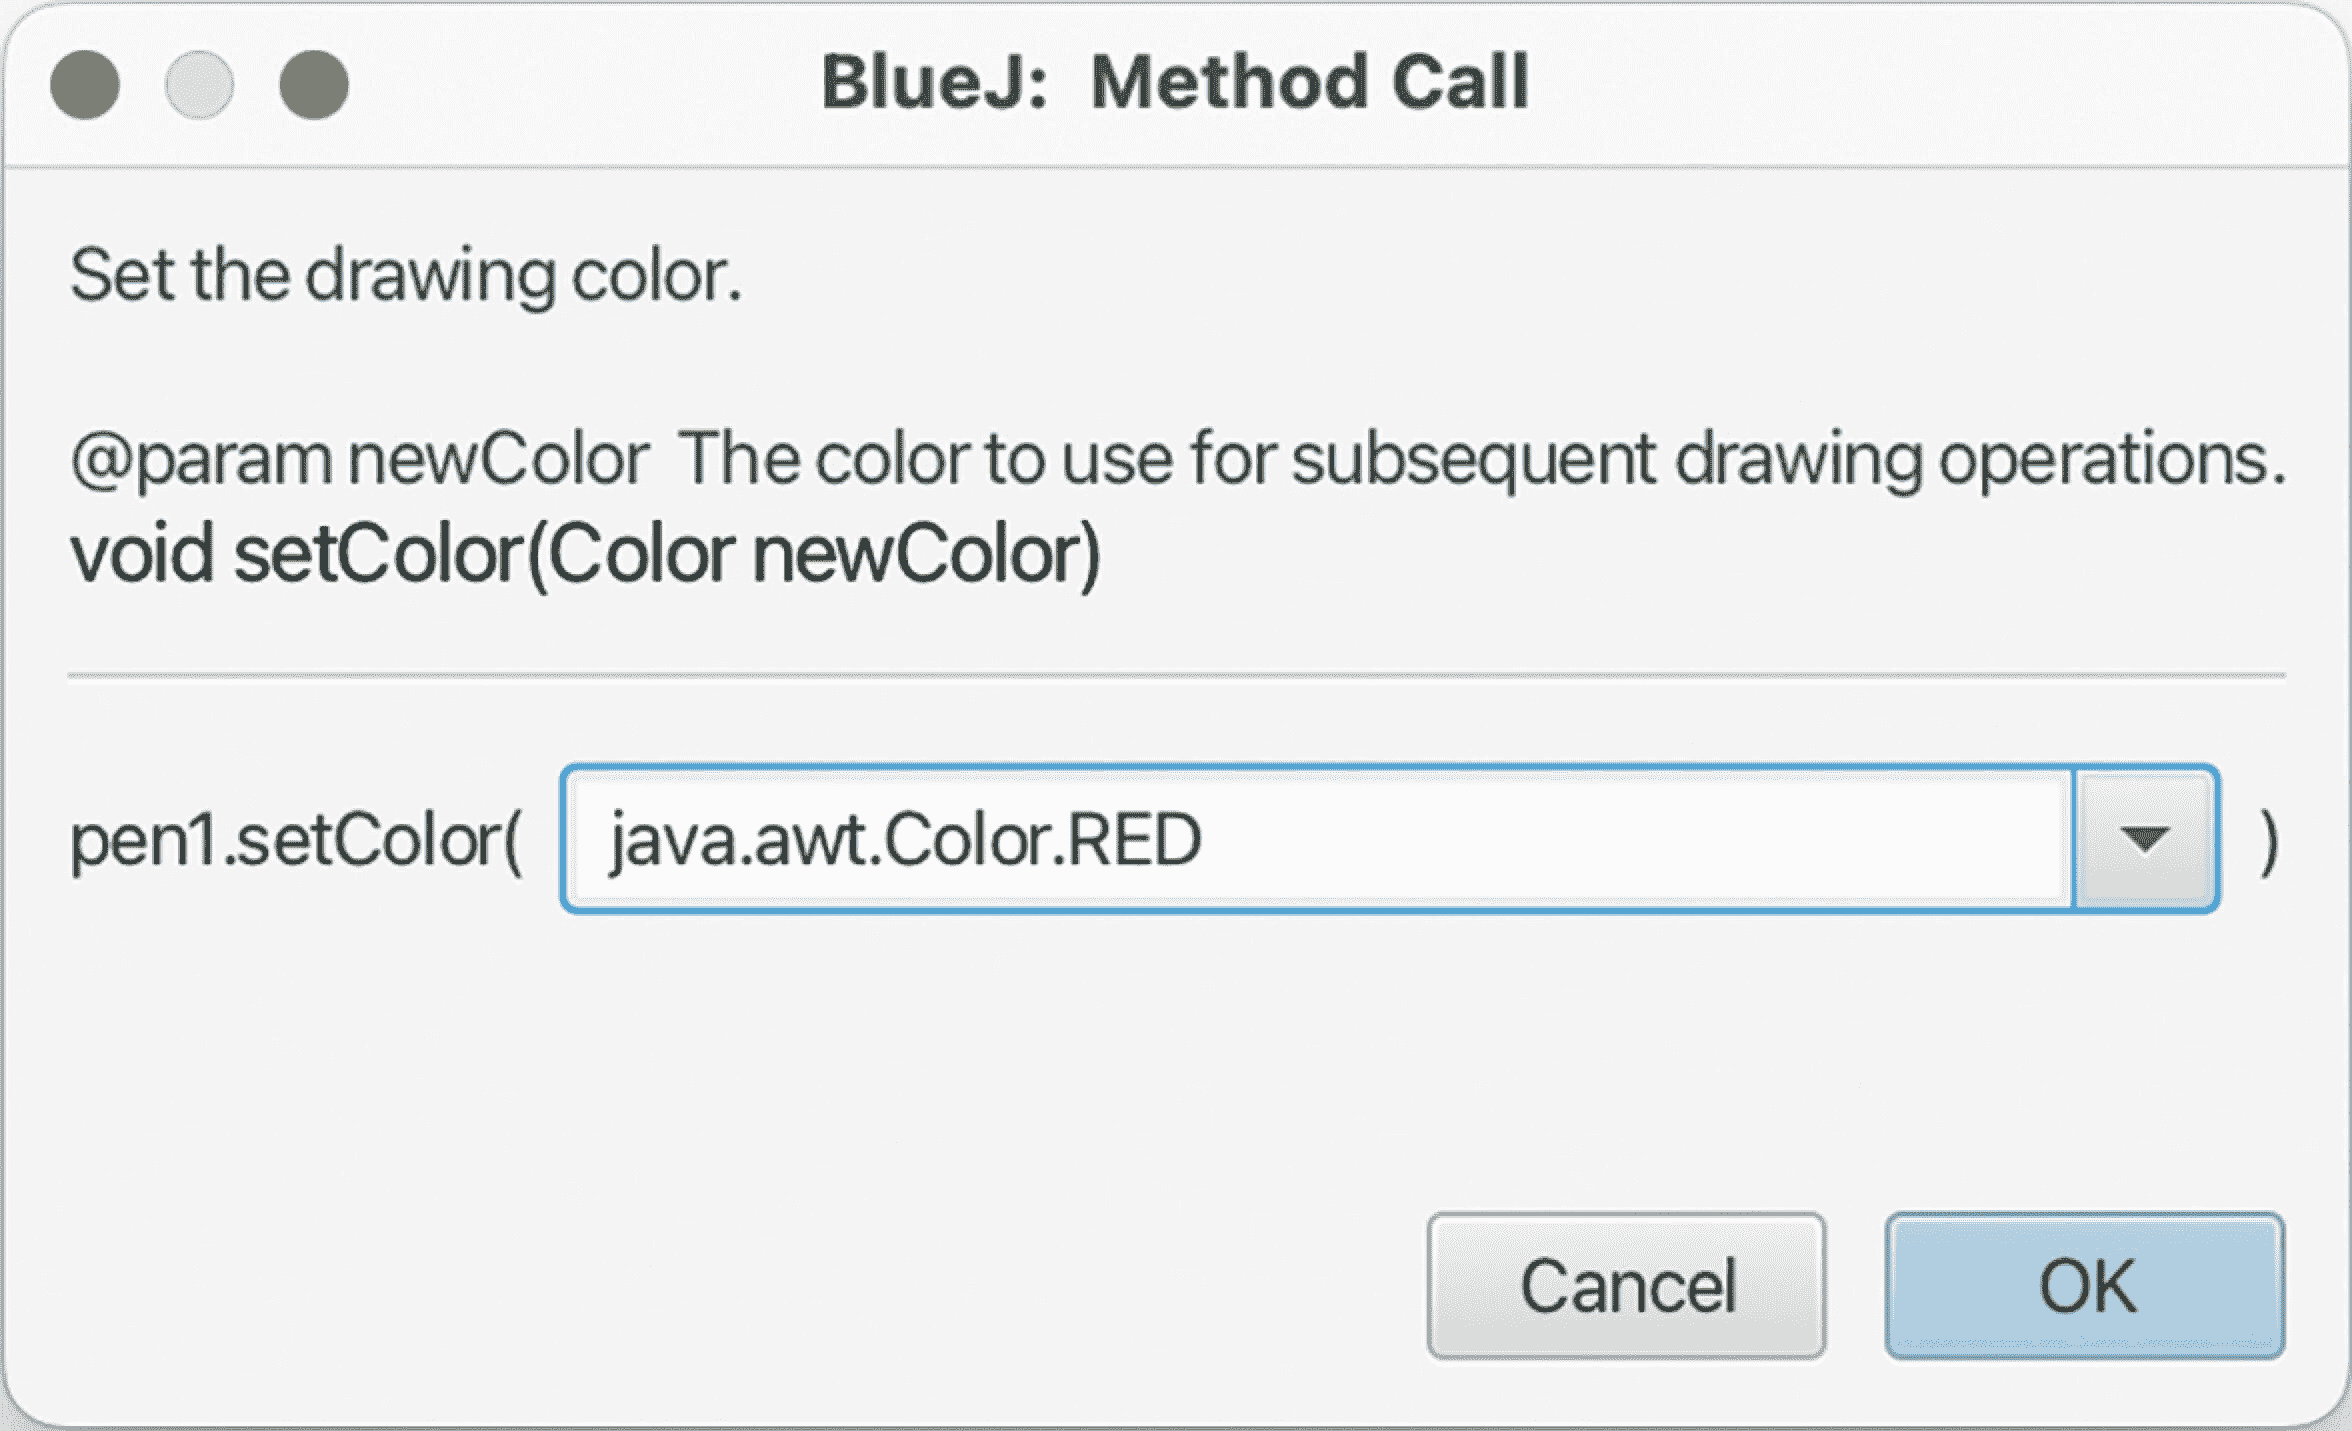 BlueJ:  Method Call
Set the drawing color.
@param newColor  The color to use for subsequent drawing operations.
void setColor(Color newColor)
pen1.setColor( java.awt.Color.RED )
Cancel OK